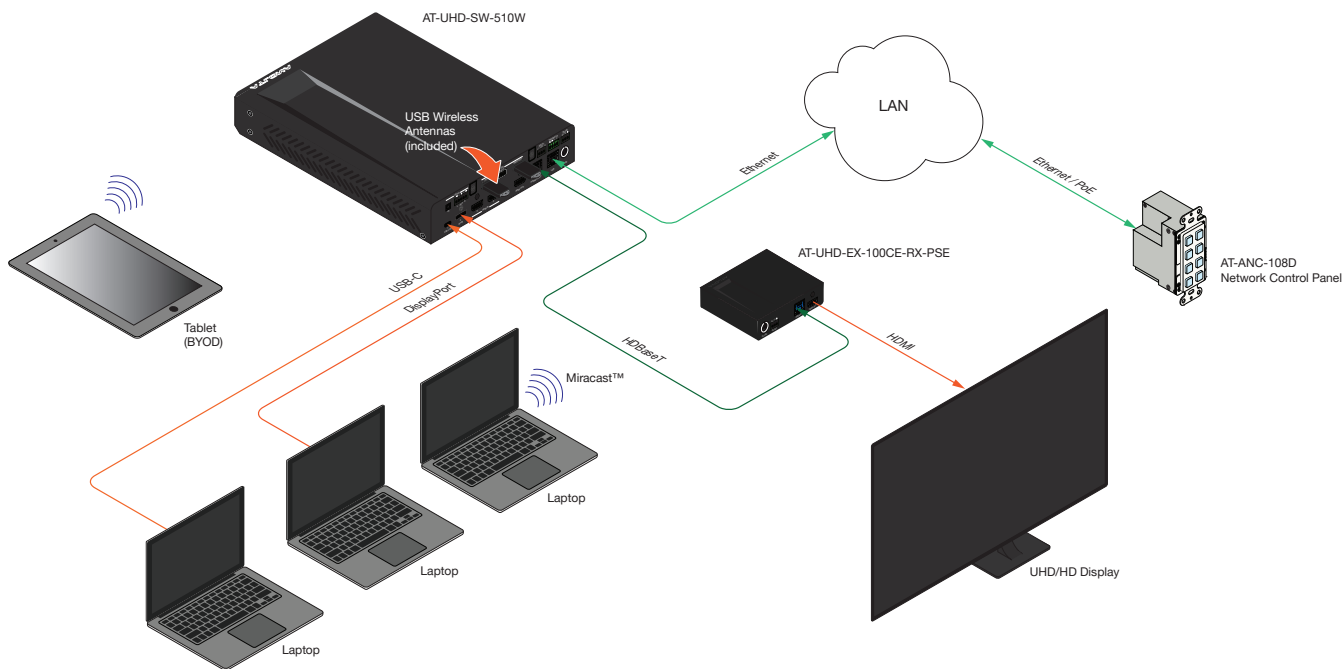 AT-UHD-SW-510W
ATLONA
USB Wireless
Antennas
(included)
LAN
Ethernet
Ethernet / PoE
AT-ANC-108D
Network Control Panel
AT-UHD-EX-100CE-RX-PSE
HDMI
HDBaseT
USB-C
DisplayPort
Tablet
(BYOD)
Miracast™
Laptop
Laptop
Laptop
UHD/HD Display